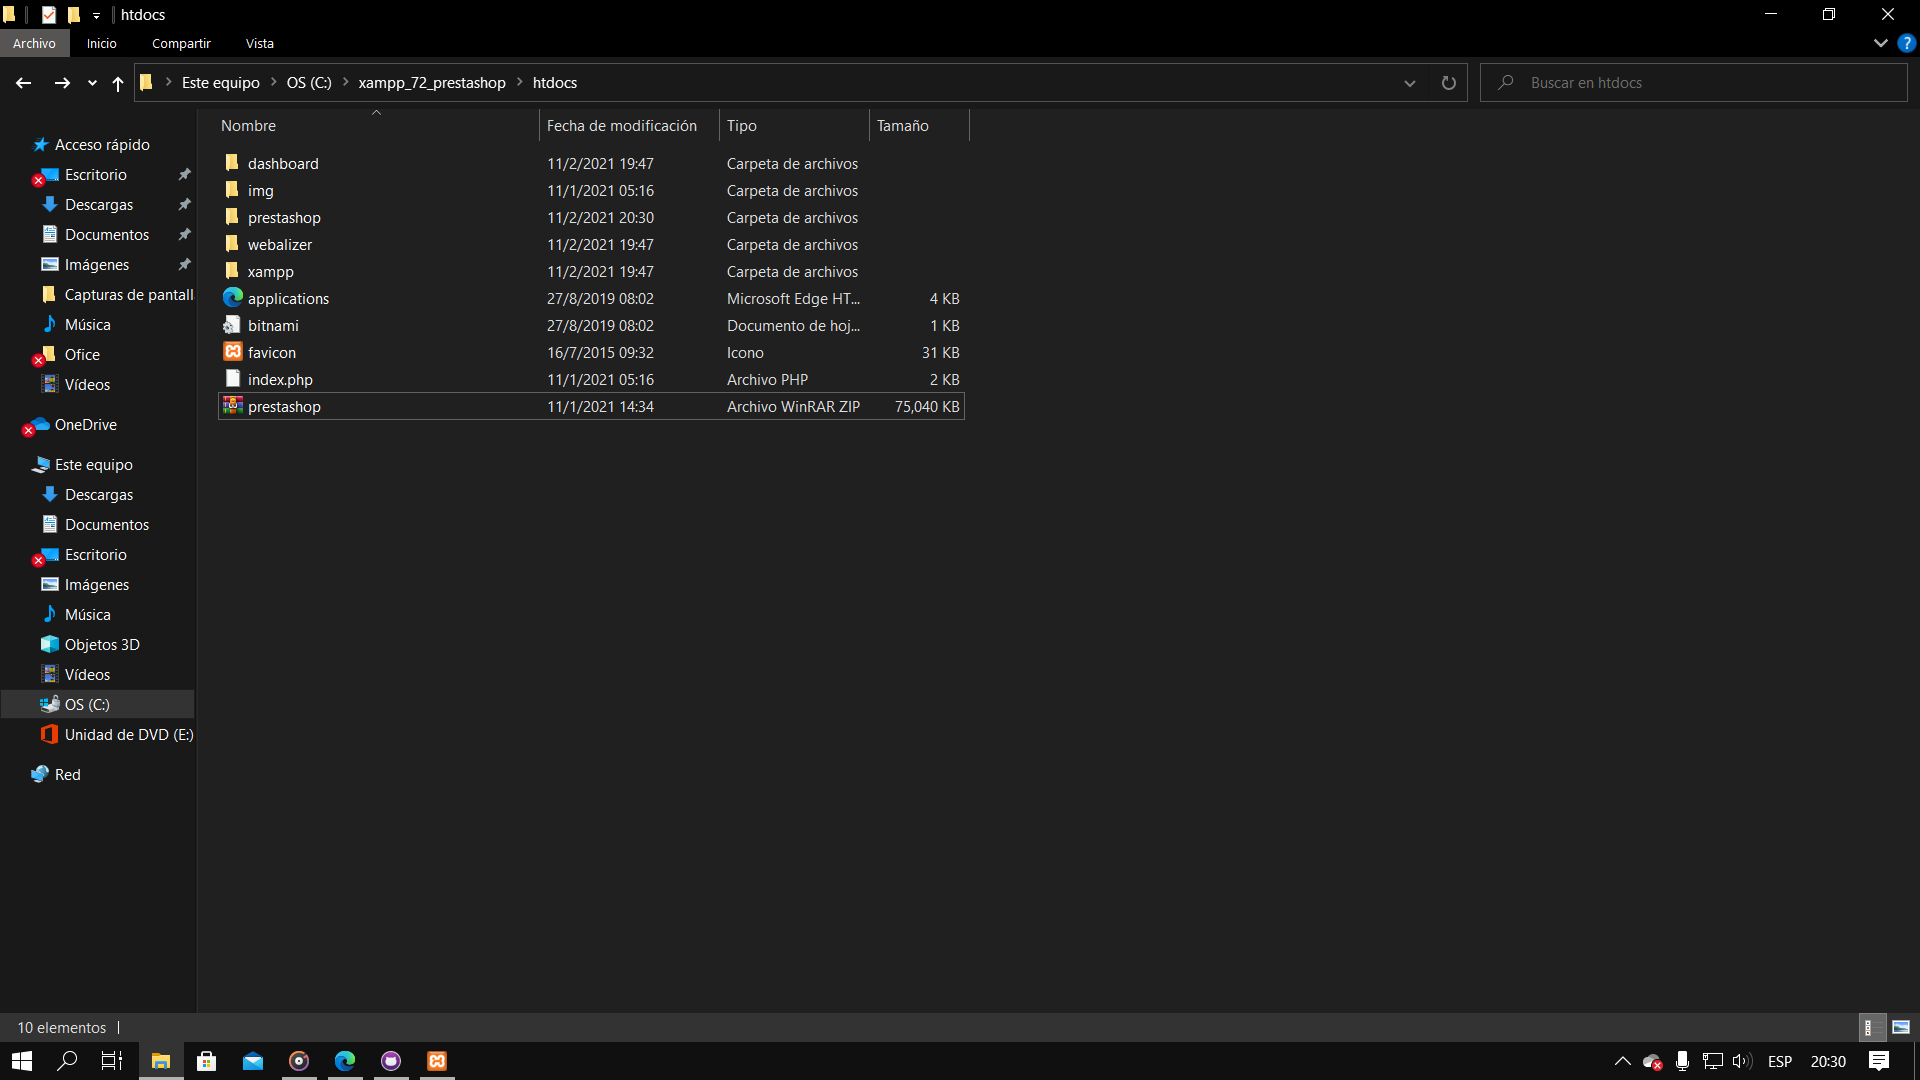 htdocs
Archivo Inicio Compartir Vista
Este equipo OS (C:) xampp_72_prestashop htdocs
Buscar en htdocs
Nombre Fecha de modificación Tipo Tamaño
dashboard 11/2/2021 19:47 Carpeta de archivos
img 11/1/2021 05:16 Carpeta de archivos
prestashop 11/2/2021 20:30 Carpeta de archivos
webalizer 11/2/2021 19:47 Carpeta de archivos
xampp 11/2/2021 19:47 Carpeta de archivos
applications 27/8/2019 08:02 Microsoft Edge HT... 4 KB
bitnami 27/8/2019 08:02 Documento de hoj... 1 KB
favicon 16/7/2015 09:32 Icono 31 KB
index.php 11/1/2021 05:16 Archivo PHP 2 KB
prestashop 11/1/2021 14:34 Archivo WinRAR ZIP 75,040 KB
Acceso rápido
Escritorio
Descargas
Documentos
Imágenes
Capturas de pantall
Música
Ofice
Vídeos
OneDrive
Este equipo
Descargas
Documentos
Escritorio
Imágenes
Música
Objetos 3D
Vídeos
OS (C:)
Unidad de DVD (E:)
Red
10 elementos
ESP 20:30